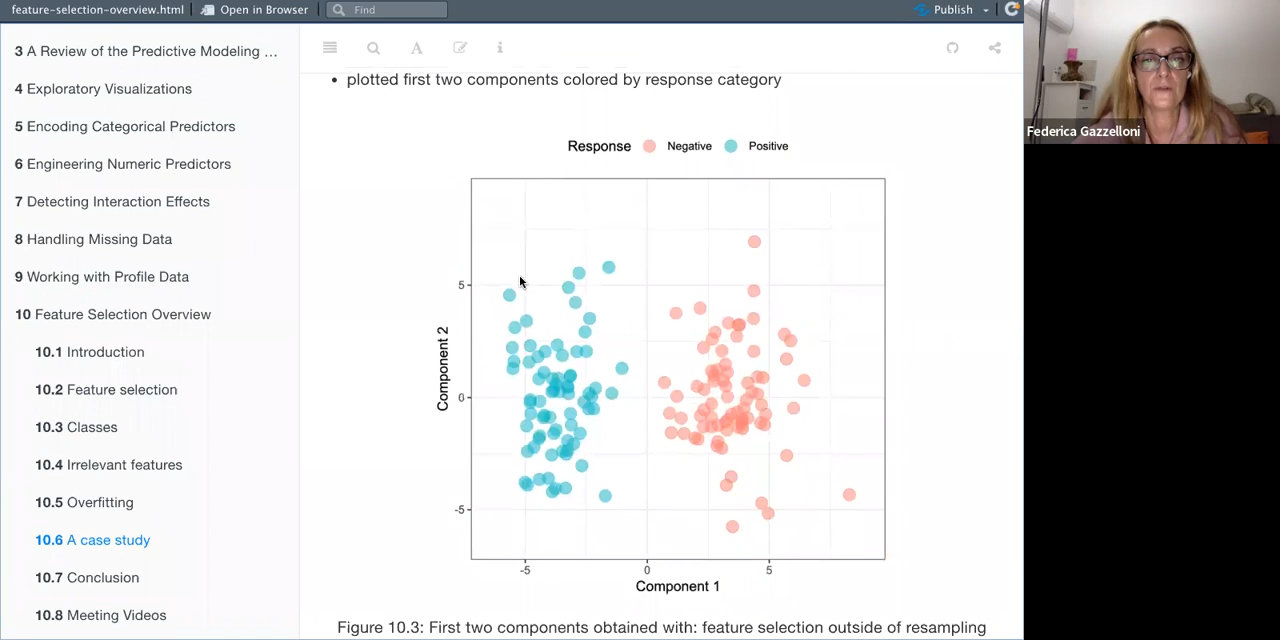 feature-selection-overview.html
Open in Browser
Find
Publish
3 A Review of the Predictive Modeling ...
4 Exploratory Visualizations
5 Encoding Categorical Predictors
6 Engineering Numeric Predictors
7 Detecting Interaction Effects
8 Handling Missing Data
9 Working with Profile Data
10 Feature Selection Overview
10.1 Introduction
10.2 Feature selection
10.3 Classes
10.4 Irrelevant features
10.5 Overfitting
10.6 A case study
10.7 Conclusion
10.8 Meeting Videos
A
i
• plotted first two components colored by response category
Response Negative Positive
Component 2
5
0
-5
-5 0 5
Component 1
Figure 10.3: First two components obtained with: feature selection outside of resampling
Federica Gazzelloni